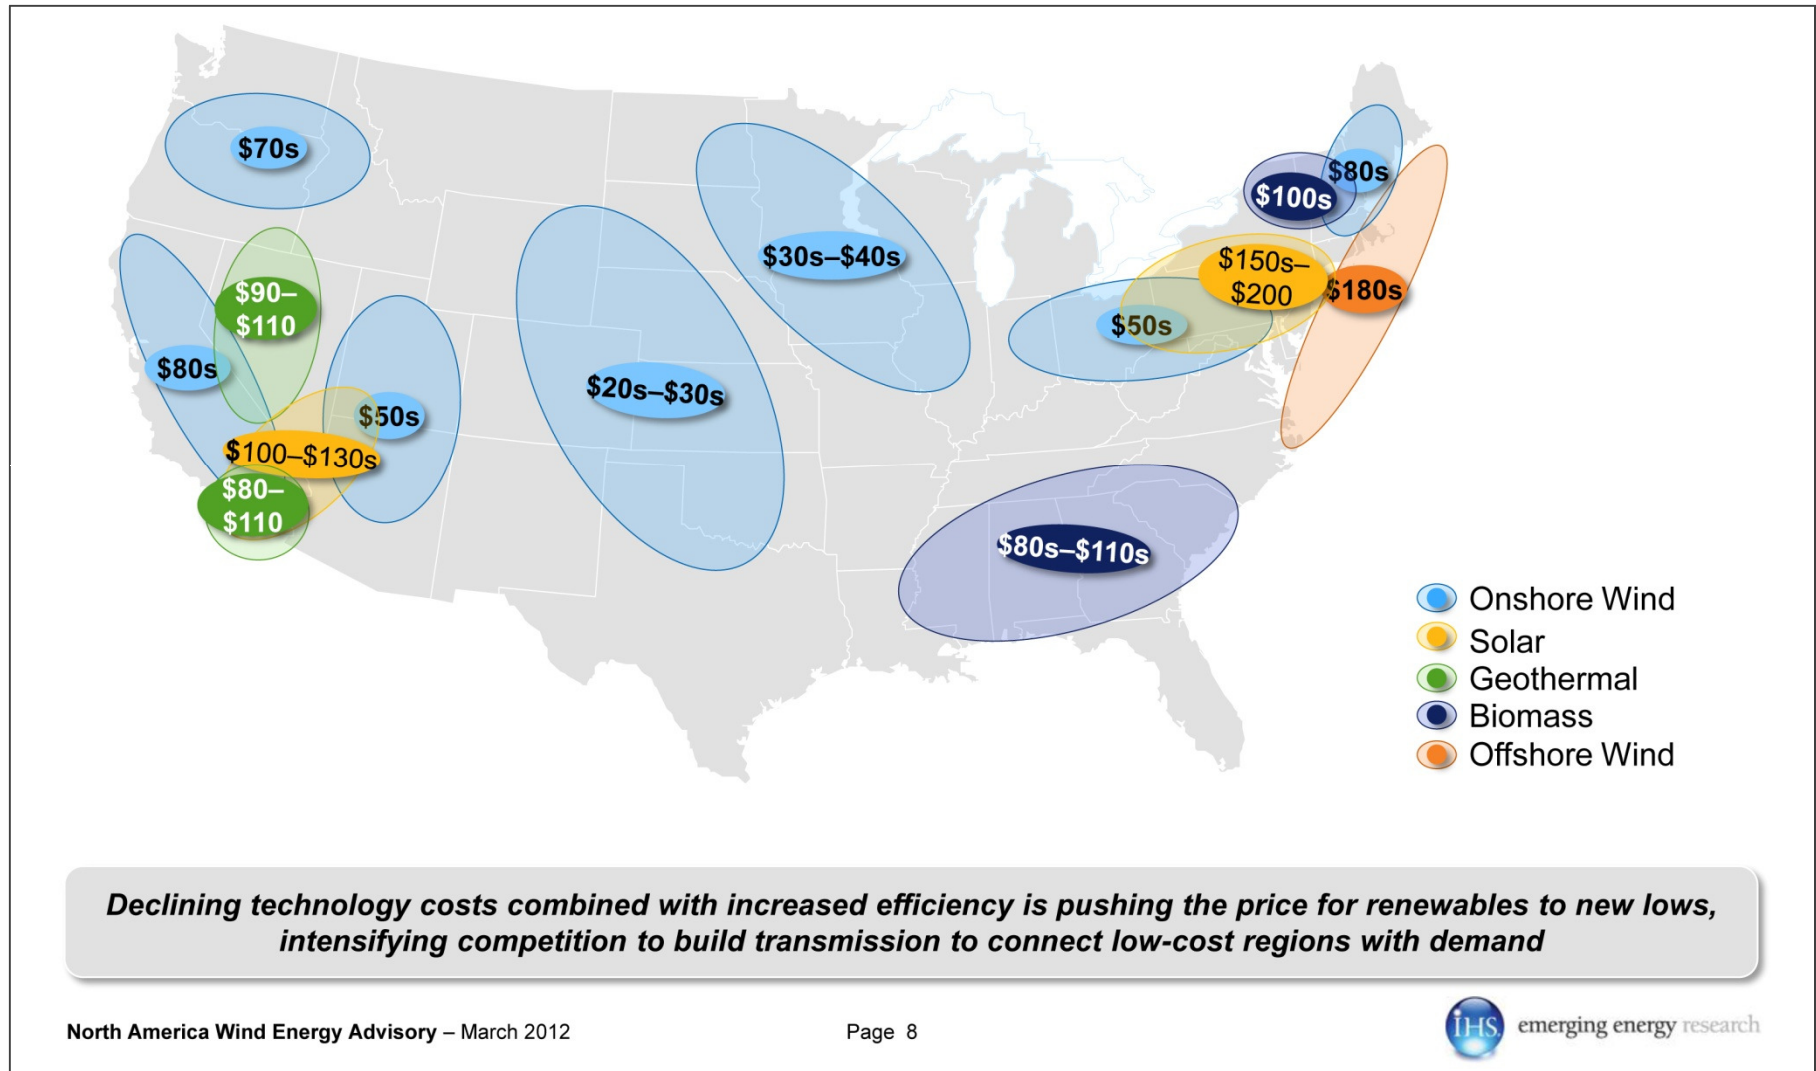 $70s
$80s
$100s
$30s–$40s
$150s–
$200
$180s
$90–
$110
$50s
$80s
$20s–$30s
$50s
$100–$130s
$80–
$110
$80s–$110s
Onshore Wind
Solar
Geothermal
Biomass
Offshore Wind
Declining technology costs combined with increased efficiency is pushing the price for renewables to new lows,
intensifying competition to build transmission to connect low-cost regions with demand
North America Wind Energy Advisory – March 2012
Page 8
IHS
emerging energy research